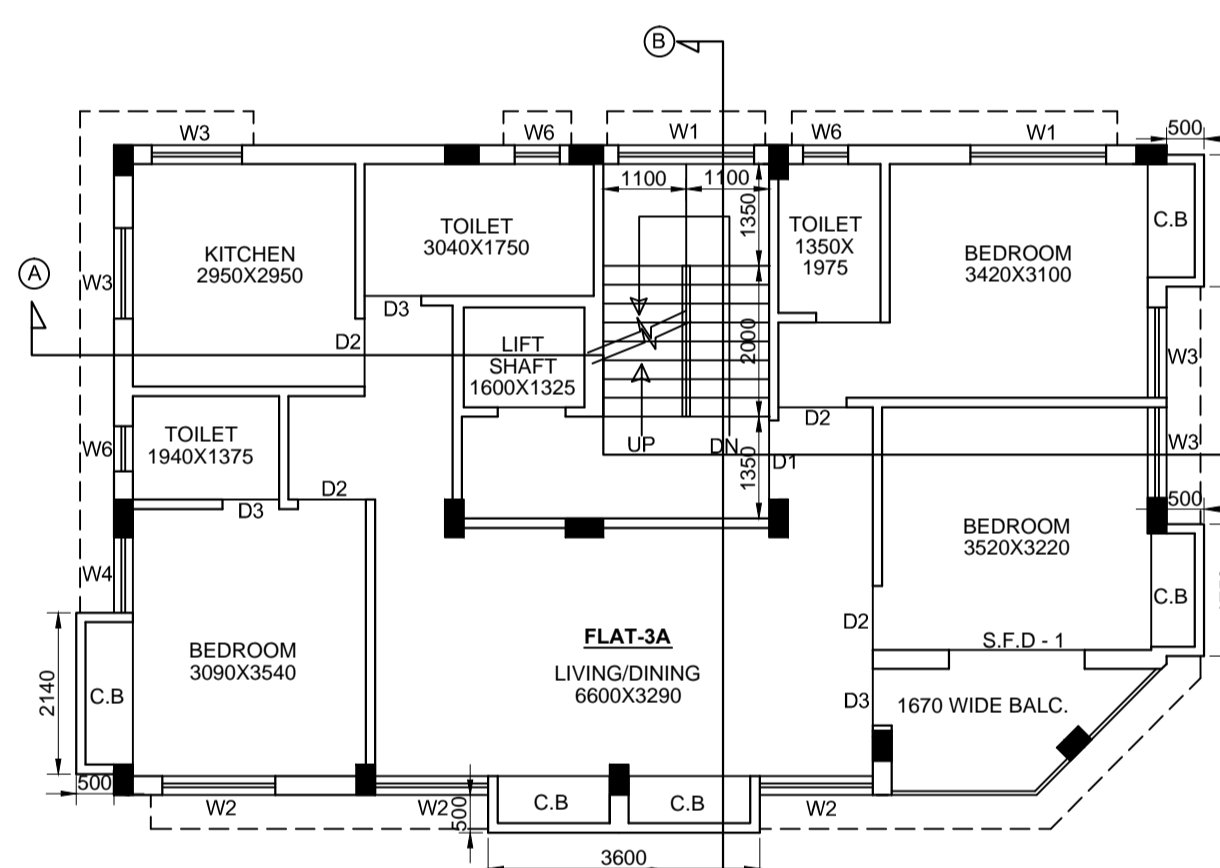 B
W3
W6
W1
W6
W1
500
1100
1100
1350
TOILET
3040X1750
TOILET
1350X
1975
C.B
KITCHEN
2950X2950
BEDROOM
3420X3100
A
W3
D3
D2
LIFT
SHAFT
1600X1325
2000
W3
D2
TOILET
1940X1375
W6
UP
DN
1350
D1
W3
D2
D3
500
BEDROOM
3520X3220
W4
C.B
D2
S.F.D - 1
FLAT-3A
BEDROOM
3090X3540
LIVING/DINING
6600X3290
2140
C.B
D3
1670 WIDE BALC.
500
W2
W2
500
C.B
C.B
W2
3600